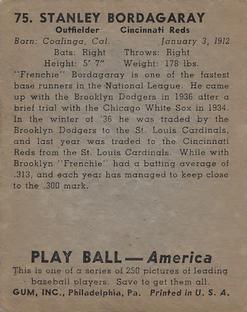 75. STANLEY BORDAGARAY
Outfielder Cincinnati Reds
Born: Coalinga, Cal. January 3, 1912
Bats: Right Throws: Right
Height: 5' 7" Weight: 178 lbs.
"Frenchie" Bordagaray is one of the fastest
base runners in the National League. He came
up with the Brooklyn Dodgers in 1936 after a
brief trial with the Chicago White Sox in 1934.
In the winter of '36 he was traded by the
Brooklyn Dodgers to the St. Louis Cardinals,
and last year was traded to the Cincinnati
Reds from the St. Louis Cardinals. While with
Brooklyn "Frenchie" had a batting average of
.313, and each year has managed to keep close
to the .300 mark.
PLAY BALL — America
This is one of a series of 250 pictures of leading
baseball players. Save to get them all.
GUM, INC., Philadelphia, Pa. Printed in U. S. A.